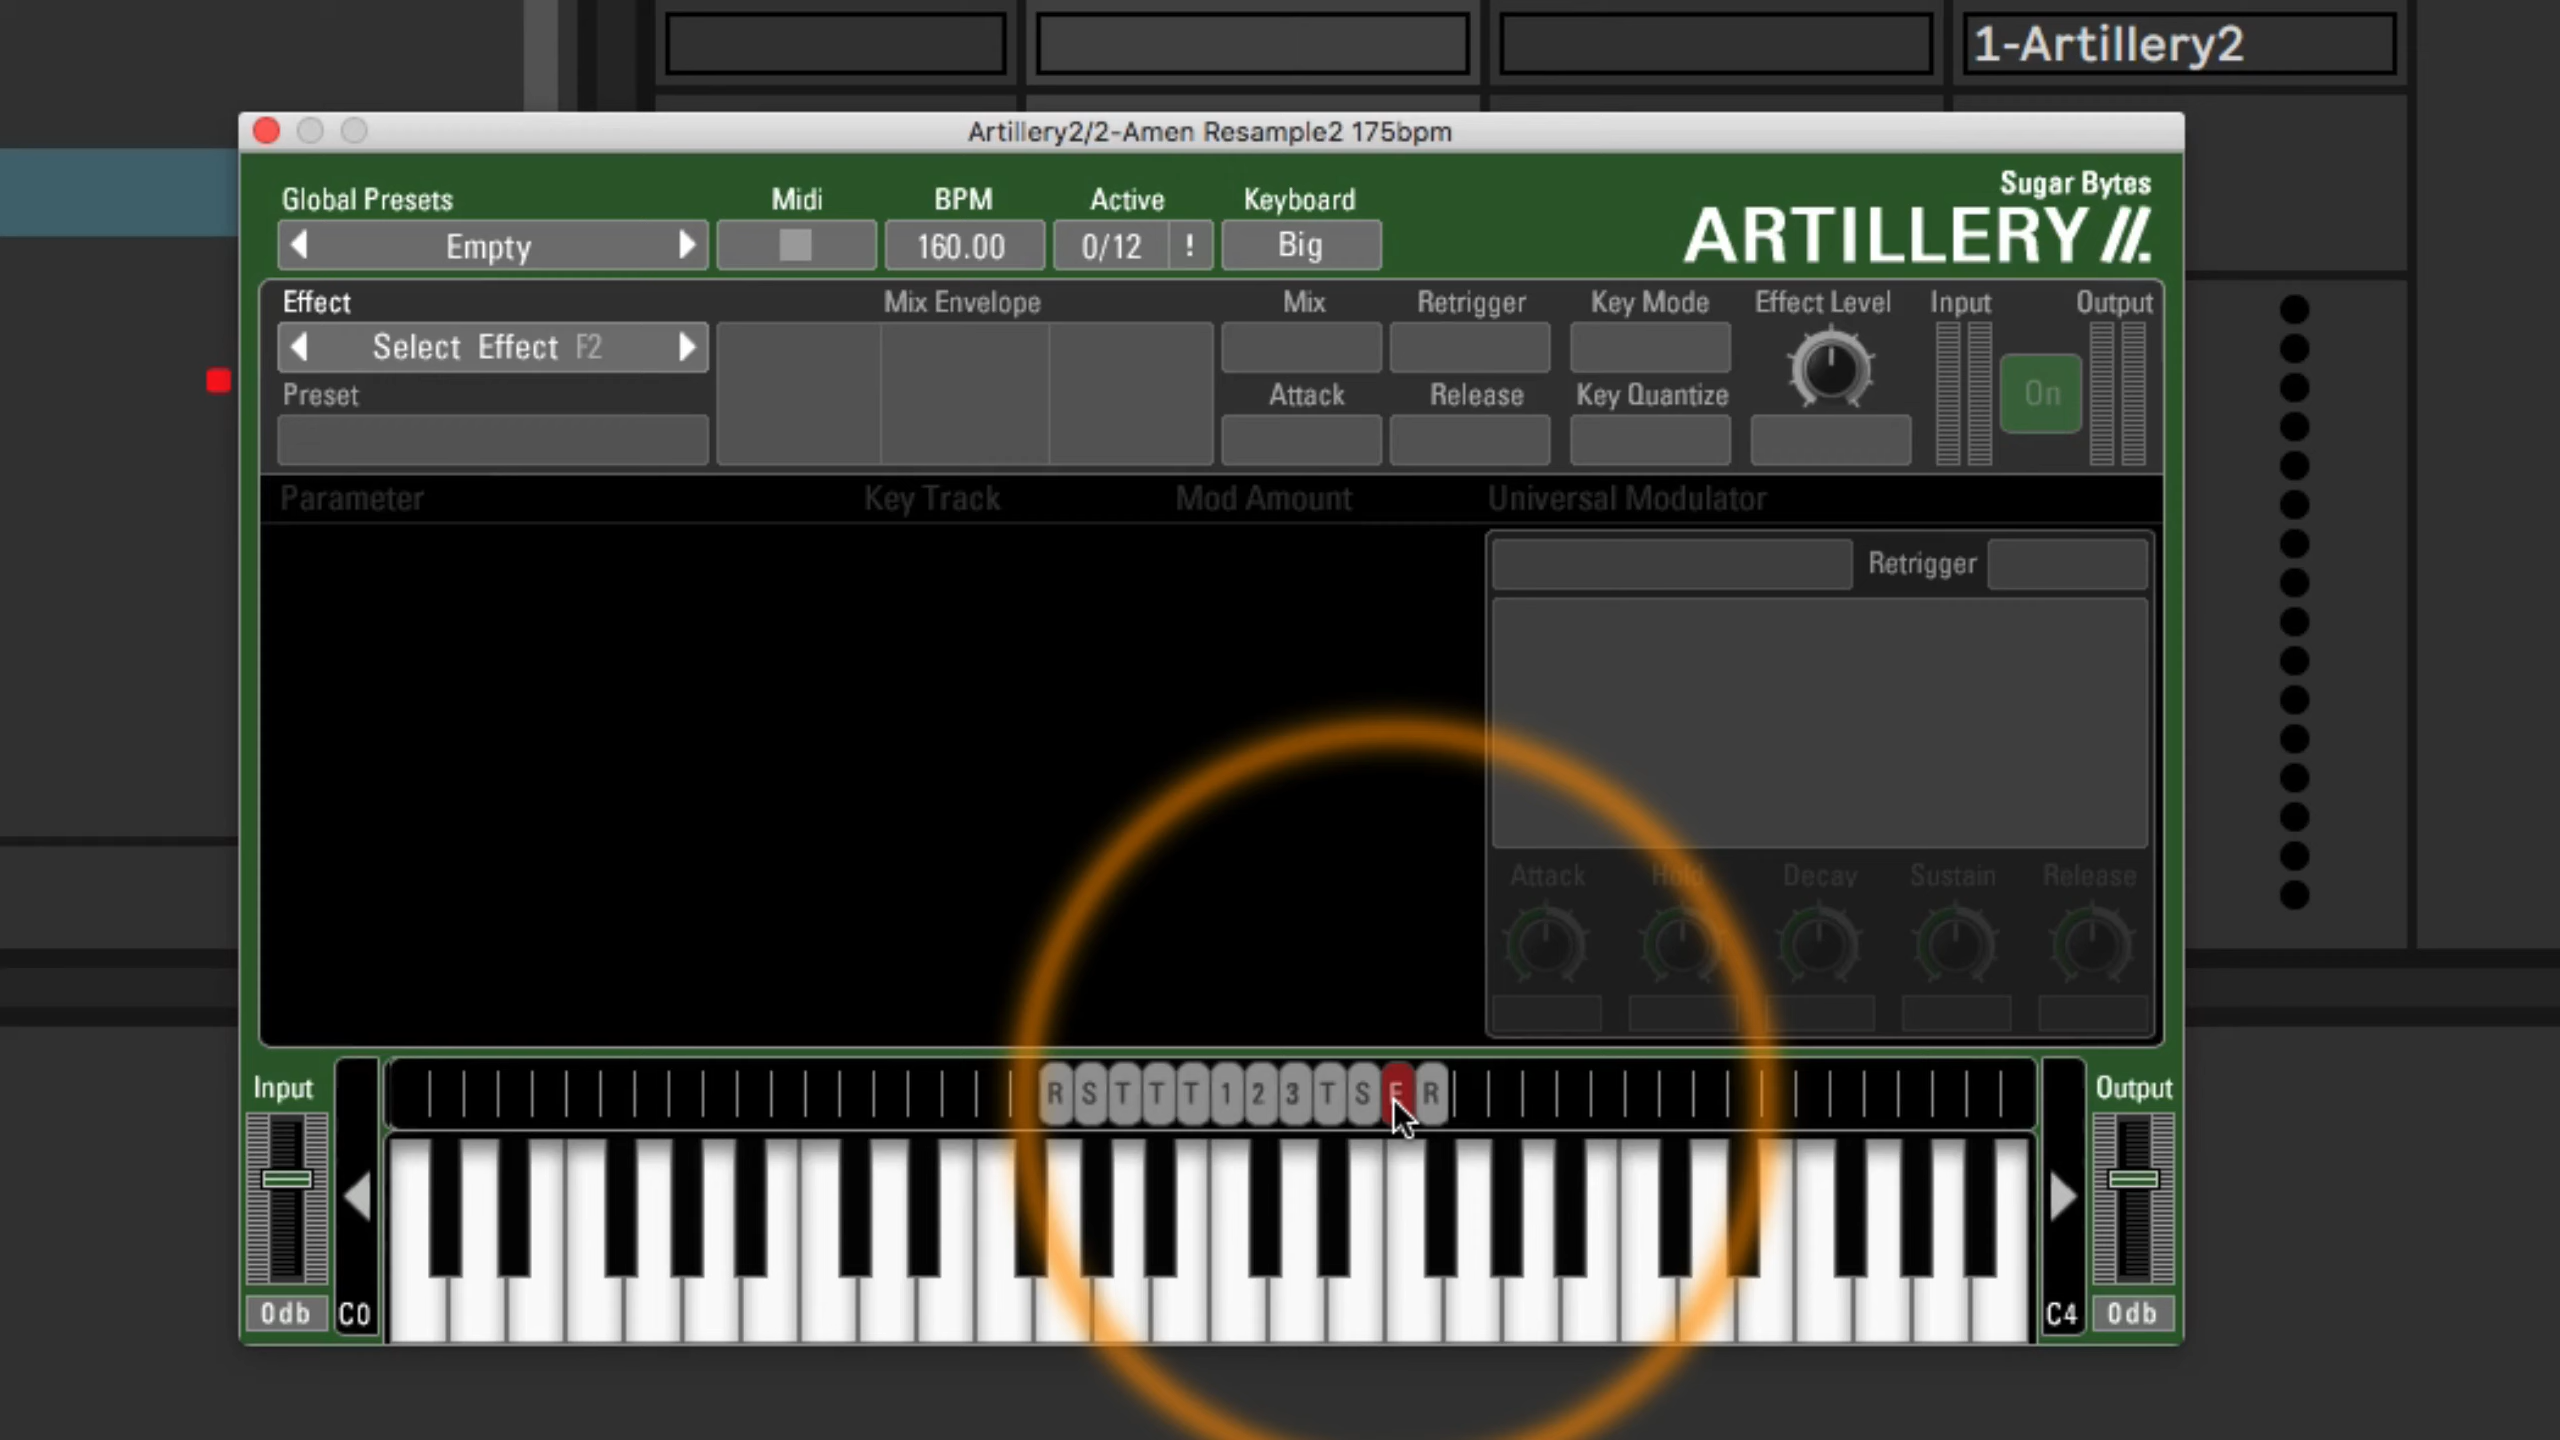 1-Artillery2
Artillery2/2-Amen Resample2 175bpm
Global Presets Midi BPM Active Keyboard Sugar Bytes
Empty 160.00 0/12 ! Big ARTILLERY //.
Effect Mix Envelope Mix Retrigger Key Mode Effect Level Input Output
Select Effect F2 On
Preset Attack Release Key Quantize
Parameter Key Track Mod Amount Universal Modulator
Retrigger
Attack Hold Decay Sustain Release
Input R S T T T 1 2 3 T S R Output
0db C0 C4 0db